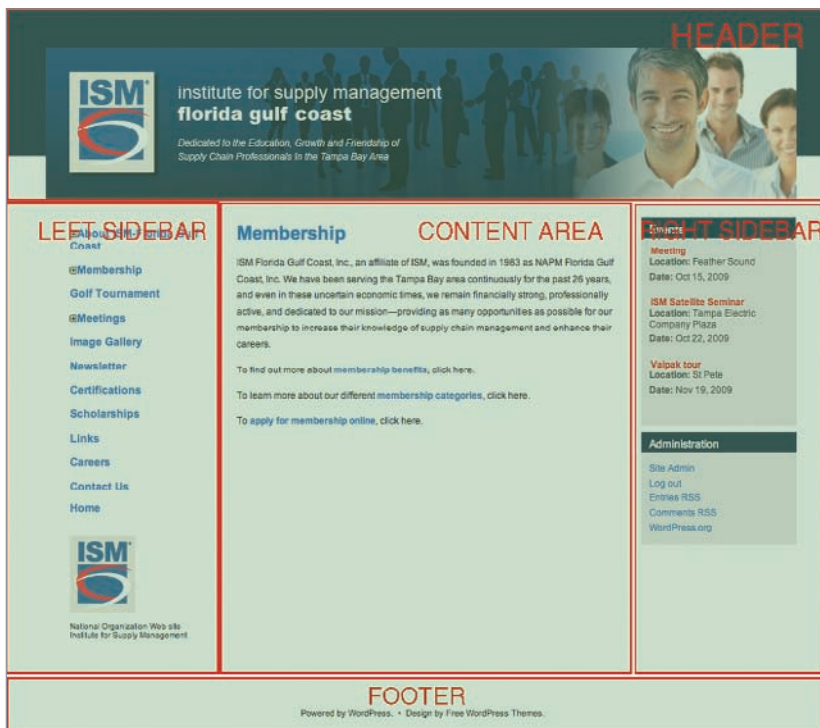 HEADER
ISM
institute for supply management
florida gulf coast
Dedicated to the Education, Growth and Friendship of
Supply Chain Professionals In the Tampa Bay Area
LEFT SIDEBAR
About ISM-Florida Gulf
Coast
Membership
Golf Tournament
Meetings
Image Gallery
Newsletter
Certifications
Scholarships
Links
Careers
Contact Us
Home
ISM
National Organization Web site
Institute for Supply Management
CONTENT AREA
Membership
ISM Florida Gulf Coast, Inc., an affiliate of ISM, was founded in 1983 as NAPM Florida Gulf
Coast, Inc. We have been serving the Tampa Bay area continuously for the past 26 years,
and even in these uncertain economic times, we remain financially strong, professionally
active, and dedicated to our mission—providing as many opportunities as possible for our
membership to increase their knowledge of supply chain management and enhance their
careers.
To find out more about membership benefits, click here.
To learn more about our different membership categories, click here.
To apply for membership online, click here.
RIGHT SIDEBAR
Events
Meeting
Location: Feather Sound
Date: Oct 15, 2009
ISM Satellite Seminar
Location: Tampa Electric
Company Plaza
Date: Oct 22, 2009
Valpak tour
Location: St Pete
Date: Nov 19, 2009
Administration
Site Admin
Log out
Entries RSS
Comments RSS
WordPress.org
FOOTER
Powered by WordPress. • Design by Free WordPress Themes.